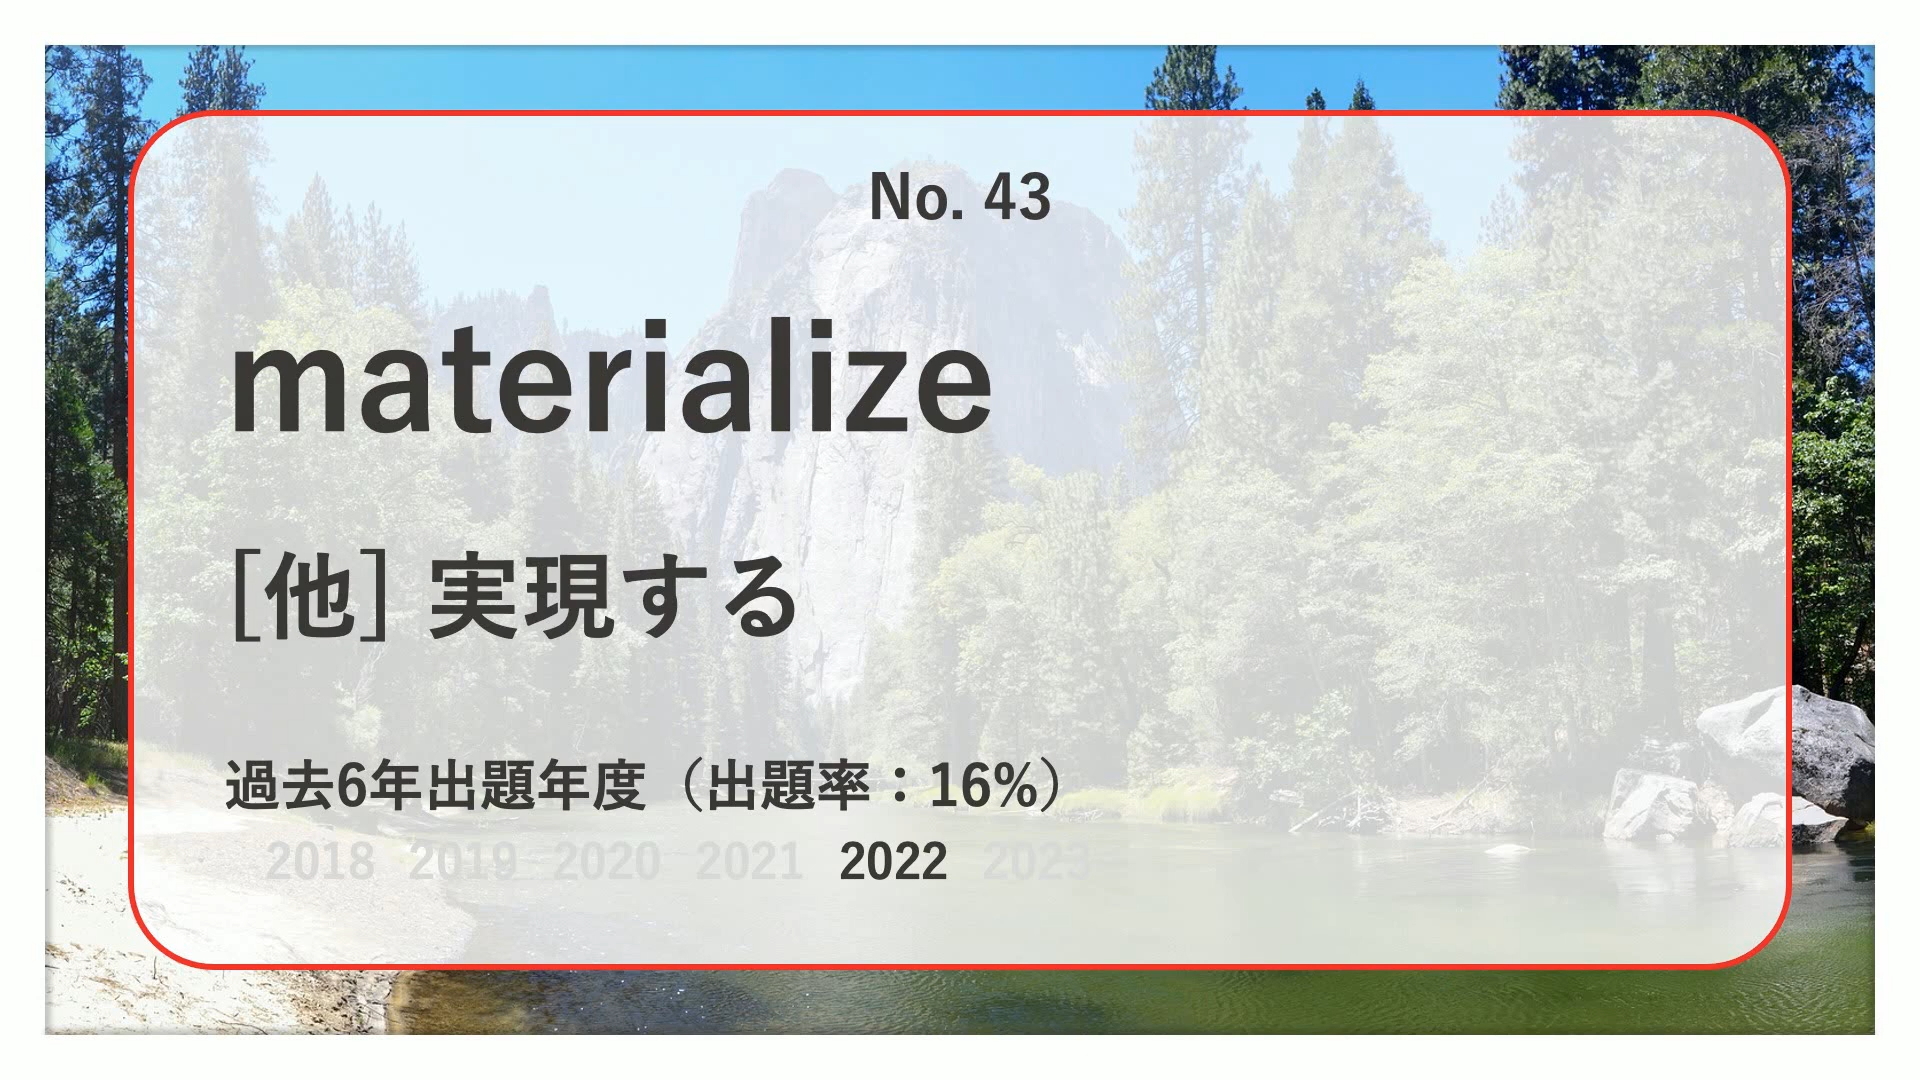 No. 43
materialize
[他] 実現する
過去6年出題年度（出題率：16%）
2018 2019 2020 2021 2022 2023